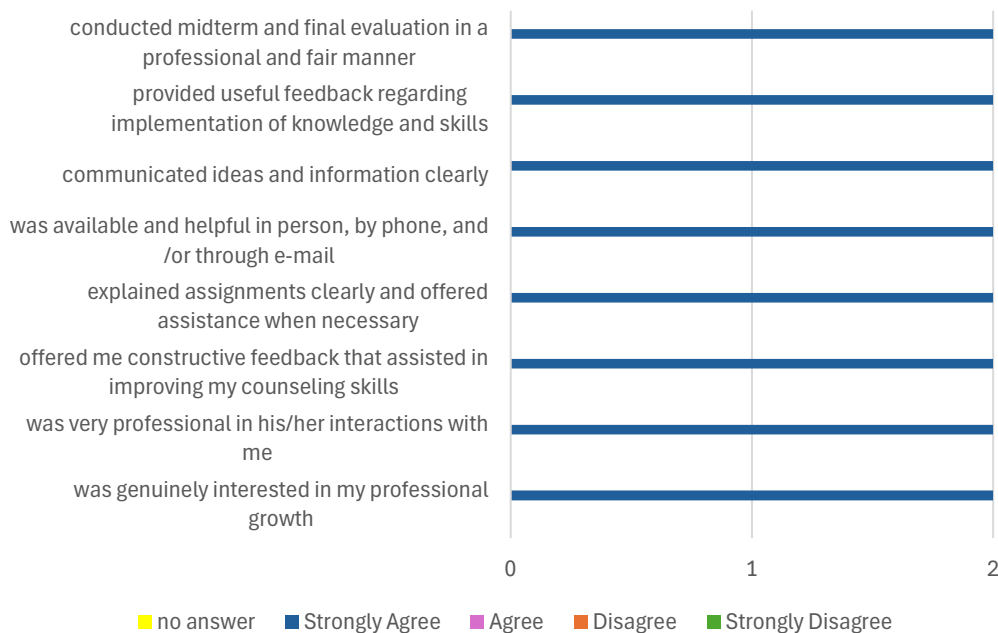 conducted midterm and final evaluation in a
professional and fair manner
provided useful feedback regarding
implementation of knowledge and skills
communicated ideas and information clearly
was available and helpful in person, by phone, and
/or through e-mail
explained assignments clearly and offered
assistance when necessary
offered me constructive feedback that assisted in
improving my counseling skills
was very professional in his/her interactions with
me
was genuinely interested in my professional
growth
0 1 2
no answer Strongly Agree Agree Disagree Strongly Disagree